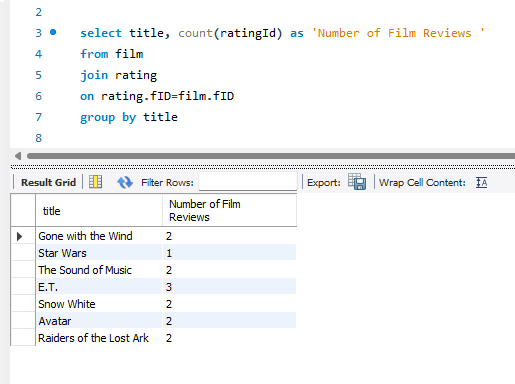 2
3 select title, count(ratingId) as 'Number of Film Reviews '
4 from film
5 join rating
6 on rating.fID=film.fID
7 group by title
8
Result Grid Filter Rows: Export: Wrap Cell Content: IA
title Number of Film
Reviews
Gone with the Wind 2
Star Wars 1
The Sound of Music 2
E.T. 3
Snow White 2
Avatar 2
Raiders of the Lost Ark 2